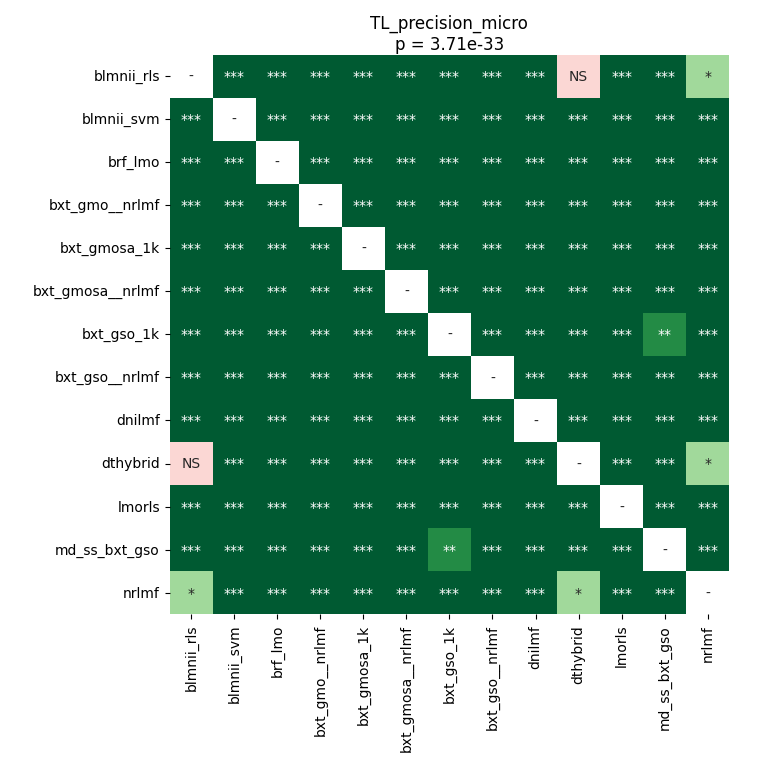 TL_precision_micro
p = 3.71e-33
blmnii_rls - *** *** *** *** *** *** *** *** NS *** *** *
blmnii_svm *** - *** *** *** *** *** *** *** *** *** *** ***
brf_lmo *** *** - *** *** *** *** *** *** *** *** *** ***
bxt_gmo__nrlmf *** *** *** - *** *** *** *** *** *** *** *** ***
bxt_gmosa_1k *** *** *** *** - *** *** *** *** *** *** *** ***
bxt_gmosa__nrlmf *** *** *** *** *** - *** *** *** *** *** *** ***
bxt_gso_1k *** *** *** *** *** *** - *** *** *** *** ** ***
bxt_gso__nrlmf *** *** *** *** *** *** *** - *** *** *** *** ***
dnilmf *** *** *** *** *** *** *** *** - *** *** *** ***
dthybrid NS *** *** *** *** *** *** *** *** - *** *** *
lmorls *** *** *** *** *** *** *** *** *** *** - *** ***
md_ss_bxt_gso *** *** *** *** *** *** ** *** *** *** *** - ***
nrlmf * *** *** *** *** *** *** *** *** * *** *** -
blmnii_rls
blmnii_svm
brf_lmo
bxt_gmo__nrlmf
bxt_gmosa_1k
bxt_gmosa__nrlmf
bxt_gso_1k
bxt_gso__nrlmf
dnilmf
dthybrid
lmorls
md_ss_bxt_gso
nrlmf